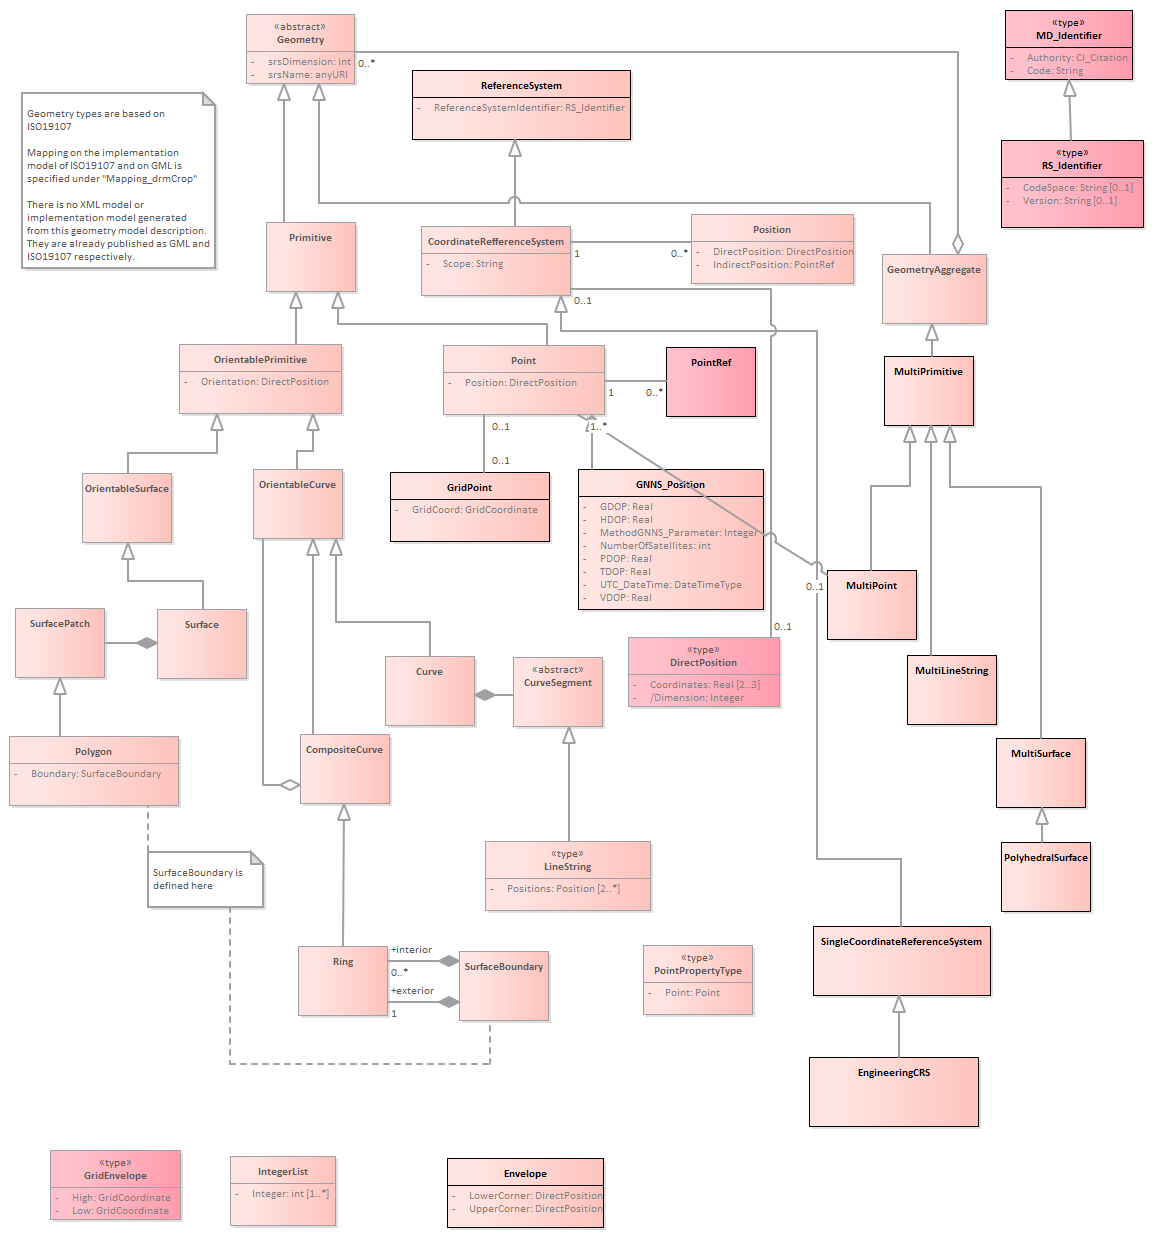 «abstract»
Geometry
- srsDimension: int
- srsName: anyURI
0..*
«type»
MD_Identifier
- Authority: CI_Citation
- Code: String
ReferenceSystem
- ReferenceSystemIdentifier: RS_Identifier
Geometry types are based on
ISO19107
Mapping on the implementation
model of ISO19107 and on GML is
specified under "Mapping_drmCrop"
There is no XML model or
implementation model generated
from this geometry model description.
They are already published as GML and
ISO19107 respectively.
«type»
RS_Identifier
- CodeSpace: String [0..1]
- Version: String [0..1]
Primitive
CoordinateRefferenceSystem
- Scope: String
1
0..*
0..1
Position
- DirectPosition: DirectPosition
- IndirectPosition: PointRef
GeometryAggregate
OrientablePrimitive
- Orientation: DirectPosition
Point
- Position: DirectPosition
1
0..*
PointRef
MultiPrimitive
0..1
0..1
1..*
OrientableSurface
OrientableCurve
GridPoint
- GridCoord: GridCoordinate
GNNS_Position
- GDOP: Real
- HDOP: Real
- MethodGNNS_Parameter: Integer
- NumberOfSatellites: int
- PDOP: Real
- TDOP: Real
- UTC_DateTime: DateTimeType
- VDOP: Real
0..1
MultiPoint
SurfacePatch
Surface
0..1
«type»
DirectPosition
- Coordinates: Real [2..3]
- /Dimension: Integer
Curve
«abstract»
CurveSegment
MultiLineString
Polygon
- Boundary: SurfaceBoundary
CompositeCurve
MultiSurface
SurfaceBoundary is
defined here
«type»
LineString
- Positions: Position [2..*]
PolyhedralSurface
SingleCoordinateReferenceSystem
Ring
+interior
0..*
+exterior
1
SurfaceBoundary
«type»
PointPropertyType
- Point: Point
EngineeringCRS
«type»
GridEnvelope
- High: GridCoordinate
- Low: GridCoordinate
IntegerList
- Integer: int [1..*]
Envelope
- LowerCorner: DirectPosition
- UpperCorner: DirectPosition